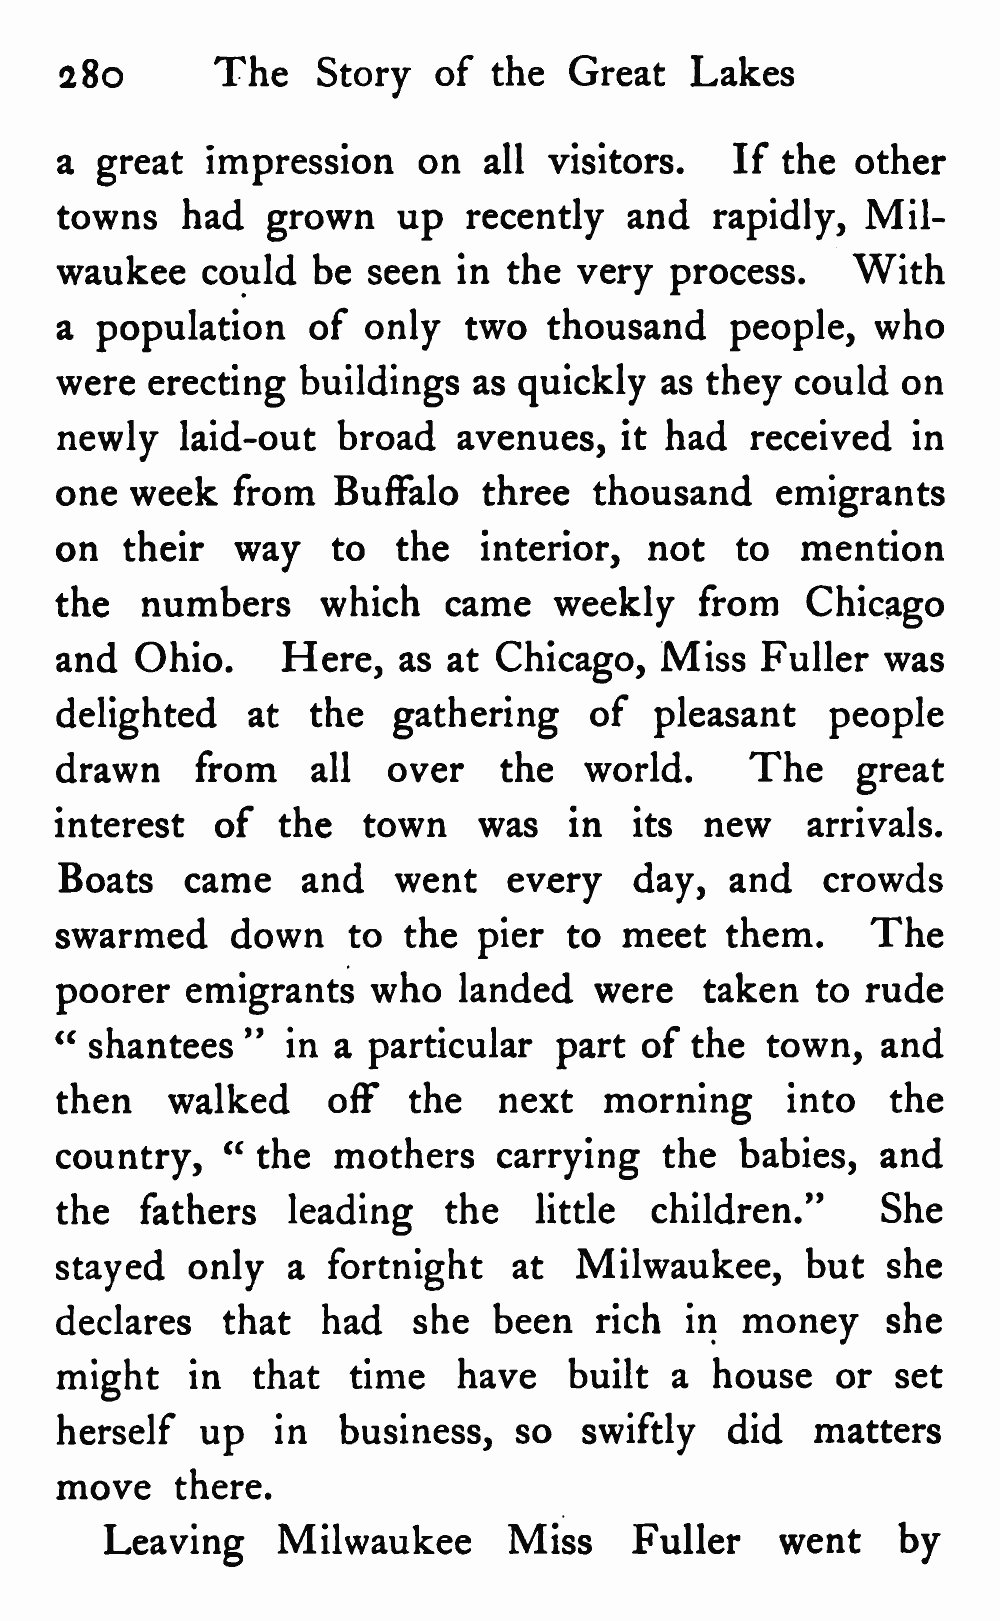 280 The Story of the Great Lakes
a great impression on all visitors. If the other
towns had grown up recently and rapidly, Mil-
waukee could be seen in the very process. With
a population of only two thousand people, who
were erecting buildings as quickly as they could on
newly laid-out broad avenues, it had received in
one week from Buffalo three thousand emigrants
on their way to the interior, not to mention
the numbers which came weekly from Chicago
and Ohio. Here, as at Chicago, Miss Fuller was
delighted at the gathering of pleasant people
drawn from all over the world. The great
interest of the town was in its new arrivals.
Boats came and went every day, and crowds
swarmed down to the pier to meet them. The
poorer emigrants who landed were taken to rude
“ shantees ” in a particular part of the town, and
then walked off the next morning into the
country, “ the mothers carrying the babies, and
the fathers leading the little children.” She
stayed only a fortnight at Milwaukee, but she
declares that had she been rich in money she
might in that time have built a house or set
herself up in business, so swiftly did matters
move there.
Leaving Milwaukee Miss Fuller went by